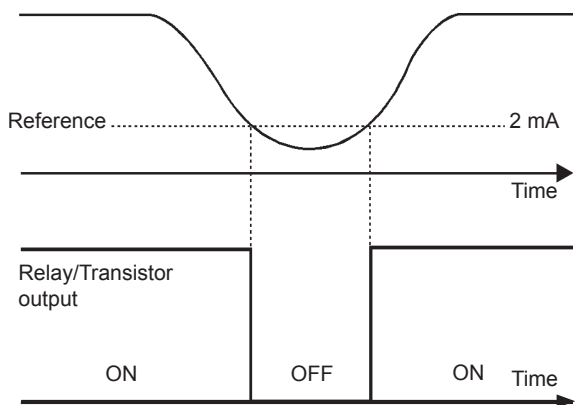 Reference
2 mA
Time
Relay/Transistor
output
ON
OFF
ON
Time